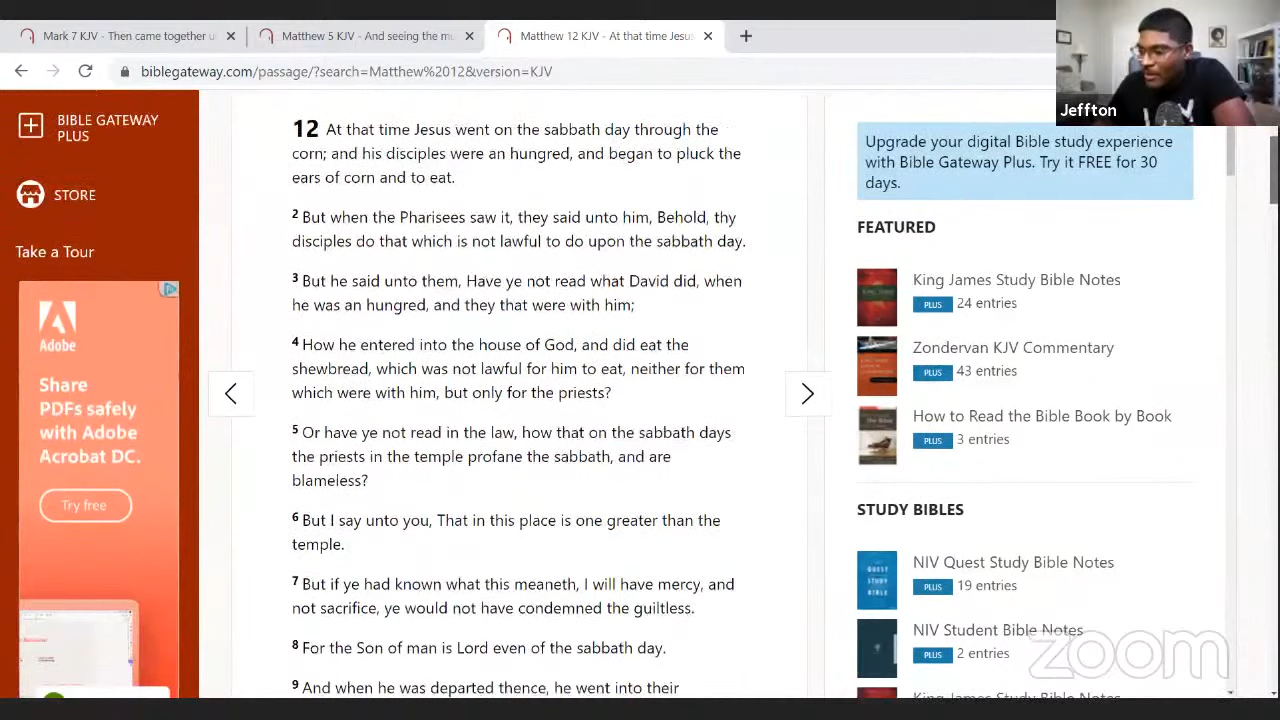 Mark 7 KJV - Then came together u
Matthew 5 KJV - And seeing the mu
Matthew 12 KJV - At that time Jesus
biblegateway.com/passage/?search=Matthew%2012&version=KJV
Jeffton
BIBLE GATEWAY
PLUS
STORE
Take a Tour
Adobe
Share
PDFs safely
with Adobe
Acrobat DC.
Try free
12 At that time Jesus went on the sabbath day through the
corn; and his disciples were an hungred, and began to pluck the
ears of corn and to eat.
2 But when the Pharisees saw it, they said unto him, Behold, thy
disciples do that which is not lawful to do upon the sabbath day.
3 But he said unto them, Have ye not read what David did, when
he was an hungred, and they that were with him;
4 How he entered into the house of God, and did eat the
shewbread, which was not lawful for him to eat, neither for them
which were with him, but only for the priests?
5 Or have ye not read in the law, how that on the sabbath days
the priests in the temple profane the sabbath, and are
blameless?
6 But I say unto you, That in this place is one greater than the
temple.
7 But if ye had known what this meaneth, I will have mercy, and
not sacrifice, ye would not have condemned the guiltless.
8 For the Son of man is Lord even of the sabbath day.
9 And when he was departed thence, he went into their
Upgrade your digital Bible study experience
with Bible Gateway Plus. Try it FREE for 30
days.
FEATURED
King James Study Bible Notes
PLUS 24 entries
Zondervan KJV Commentary
PLUS 43 entries
How to Read the Bible Book by Book
PLUS 3 entries
STUDY BIBLES
QUEST
STUDY
BIBLE
NIV Quest Study Bible Notes
PLUS 19 entries
NIV Student Bible Notes
PLUS 2 entries
King James Study Bible Notes
zoom